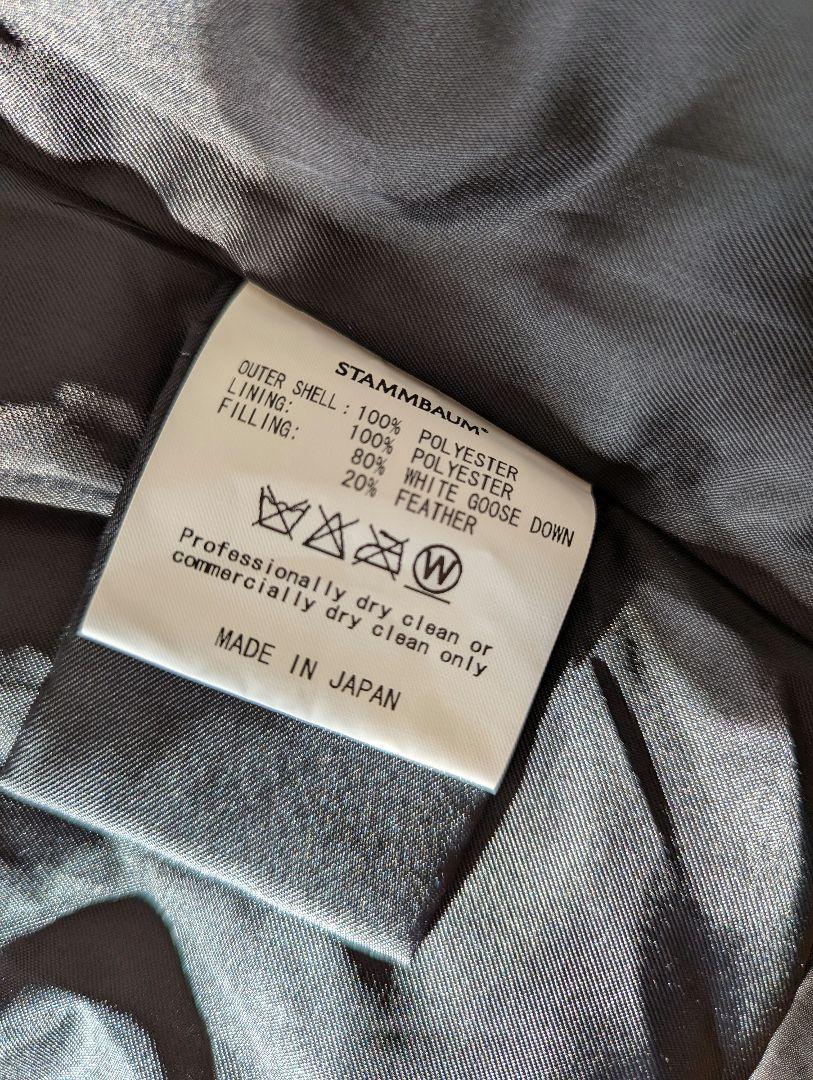 STAMMBAUM
OUTER SHELL: 100% POLYESTER
LINING: 100% POLYESTER
FILLING: 80% WHITE GOOSE DOWN
20% FEATHER
W
Professionally dry clean or
commercially dry clean only
MADE IN JAPAN